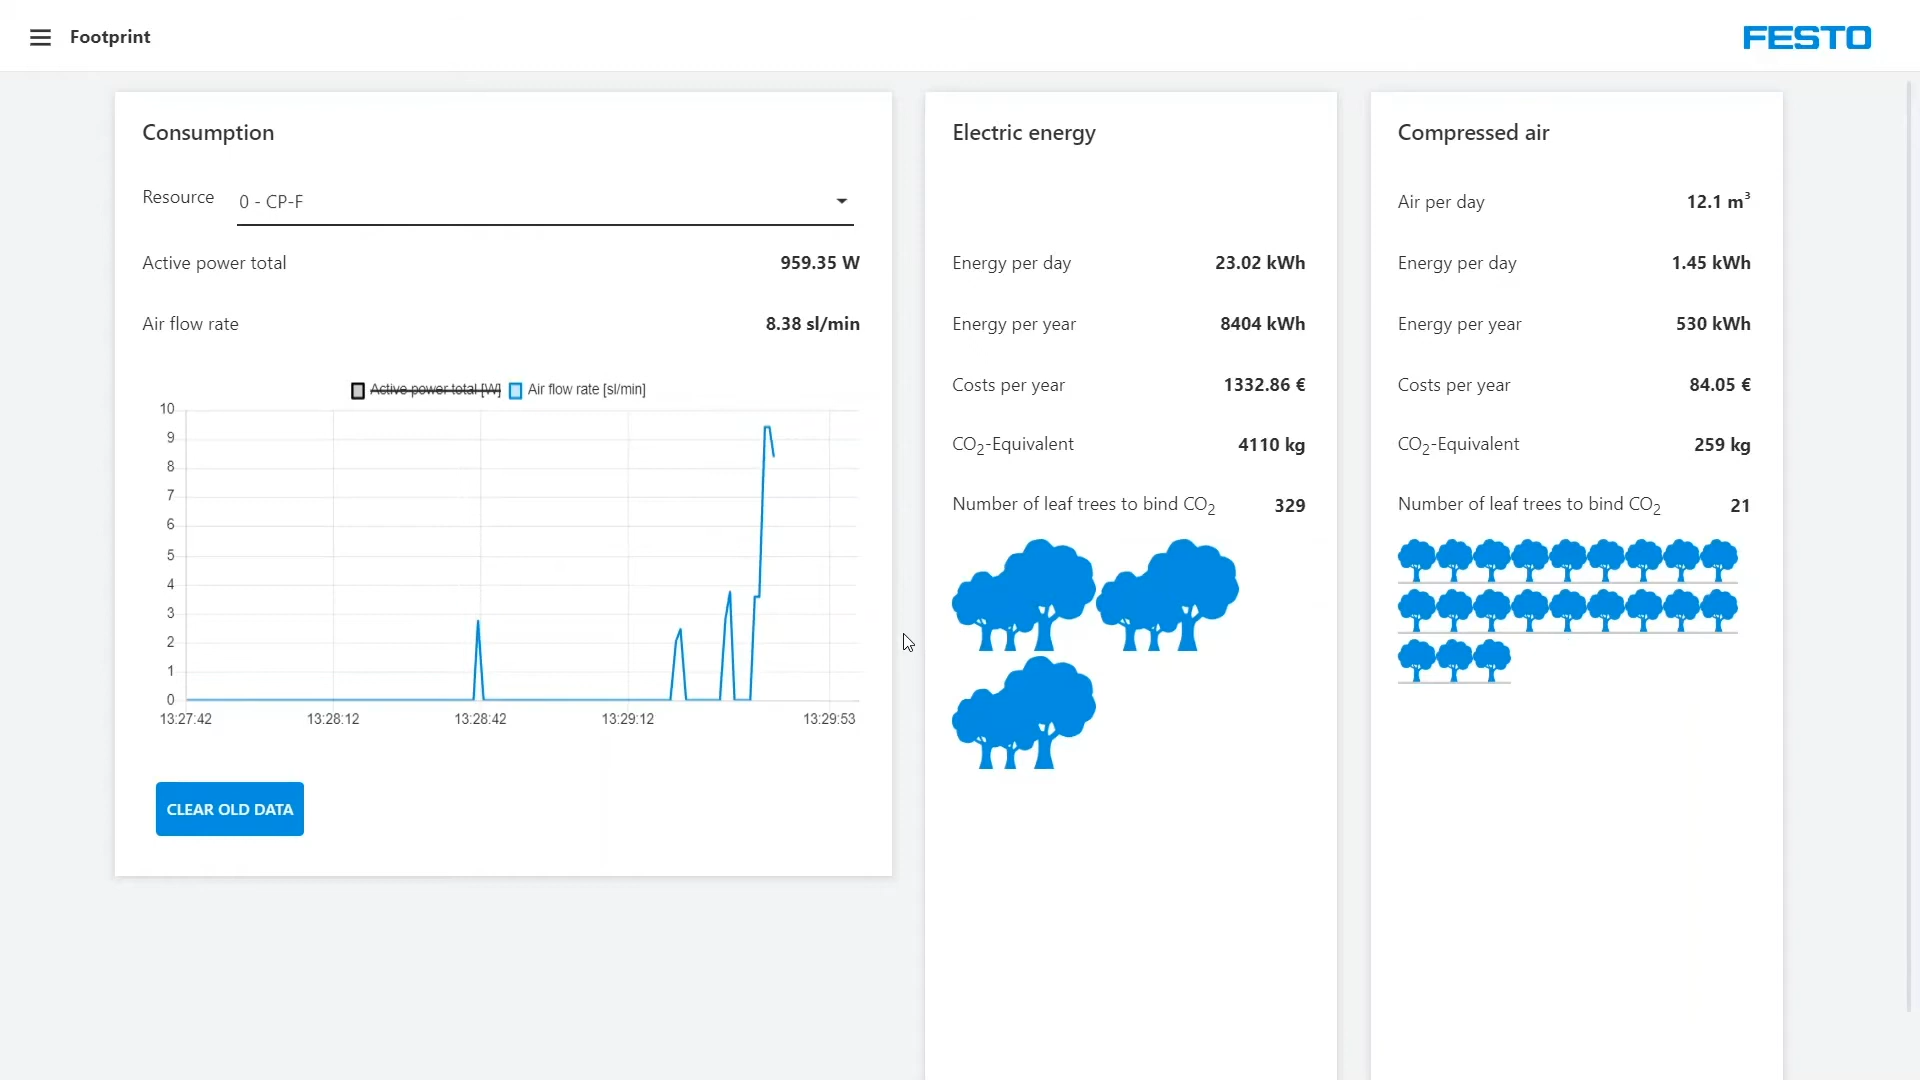 Footprint
FESTO
Consumption
Resource 0 - CP-F
Active power total 959.35 W
Air flow rate 8.38 sl/min
Active power total [W] Air flow rate [sl/min]
10
9
8
7
6
5
4
3
2
1
0
13:27:42 13:28:12 13:28:42 13:29:12 13:29:53
CLEAR OLD DATA
Electric energy
Energy per day 23.02 kWh
Energy per year 8404 kWh
Costs per year 1332.86 €
CO₂-Equivalent 4110 kg
Number of leaf trees to bind CO₂ 329
Compressed air
Air per day 12.1 m³
Energy per day 1.45 kWh
Energy per year 530 kWh
Costs per year 84.05 €
CO₂-Equivalent 259 kg
Number of leaf trees to bind CO₂ 21